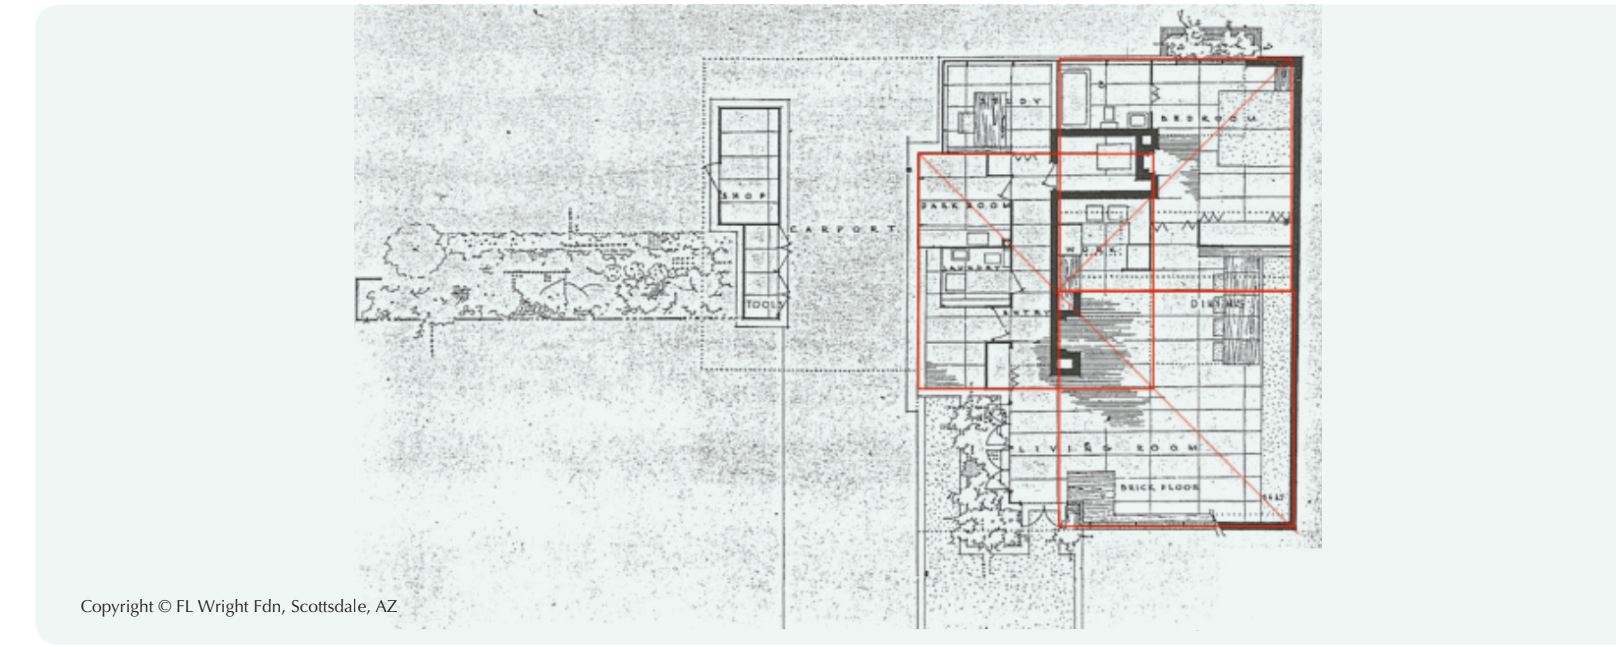 STUDY
BEDROOM
SHOP
DARK ROOM
CARPORT
WORK
LAUNDRY
TOOLS
DINING
ENTRY
LIVING ROOM
BRICK FLOOR
SEAT
Copyright © FL Wright Fdn, Scottsdale, AZ